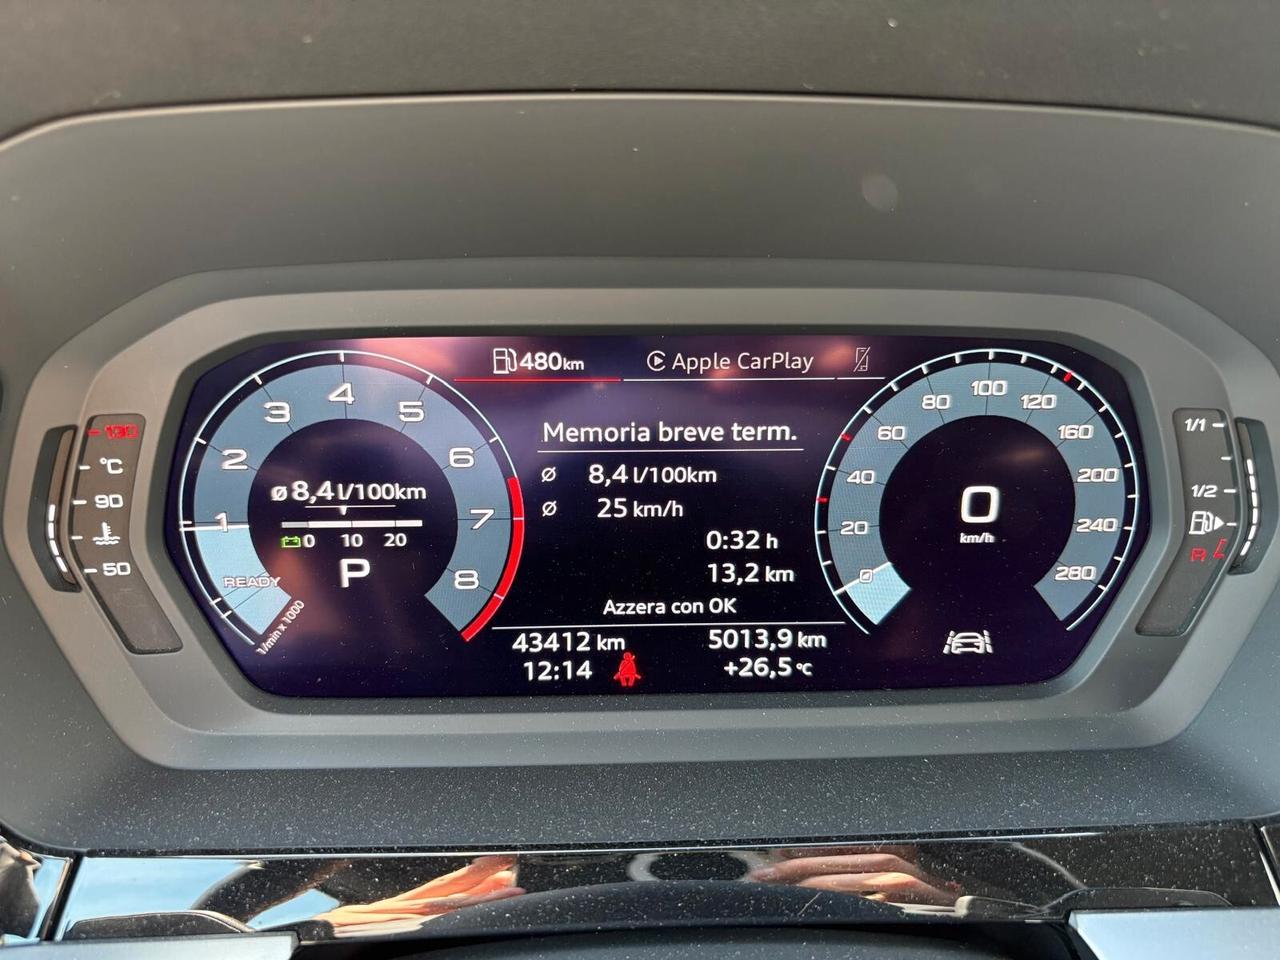 480km
Apple CarPlay
Memoria breve term.
ø 8,4 l/100km
ø 25 km/h
0:32 h
13,2 km
Azzera con OK
43412 km
5013,9 km
12:14
+26,5 °C
1
2
3
4
5
6
7
8
READY
1/min x 1000
ø 8,4 l/100km
0 10 20
P
0
20
40
60
80
100
120
160
200
240
280
0
km/h
130
°C
90
50
1/1
1/2
R